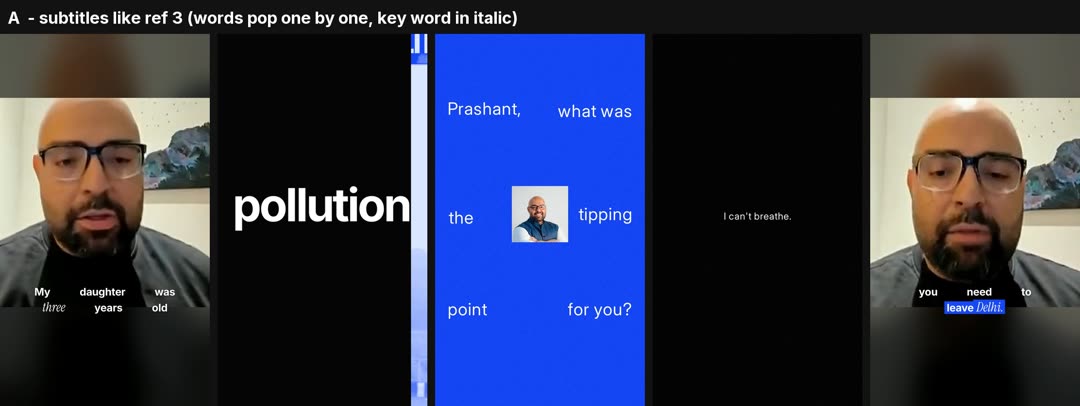 A - subtitles like ref 3 (words pop one by one, key word in italic)
My daughter was
three years old
pollution
Prashant, what was
the tipping
point for you?
I can't breathe.
you need to
leave Delhi.